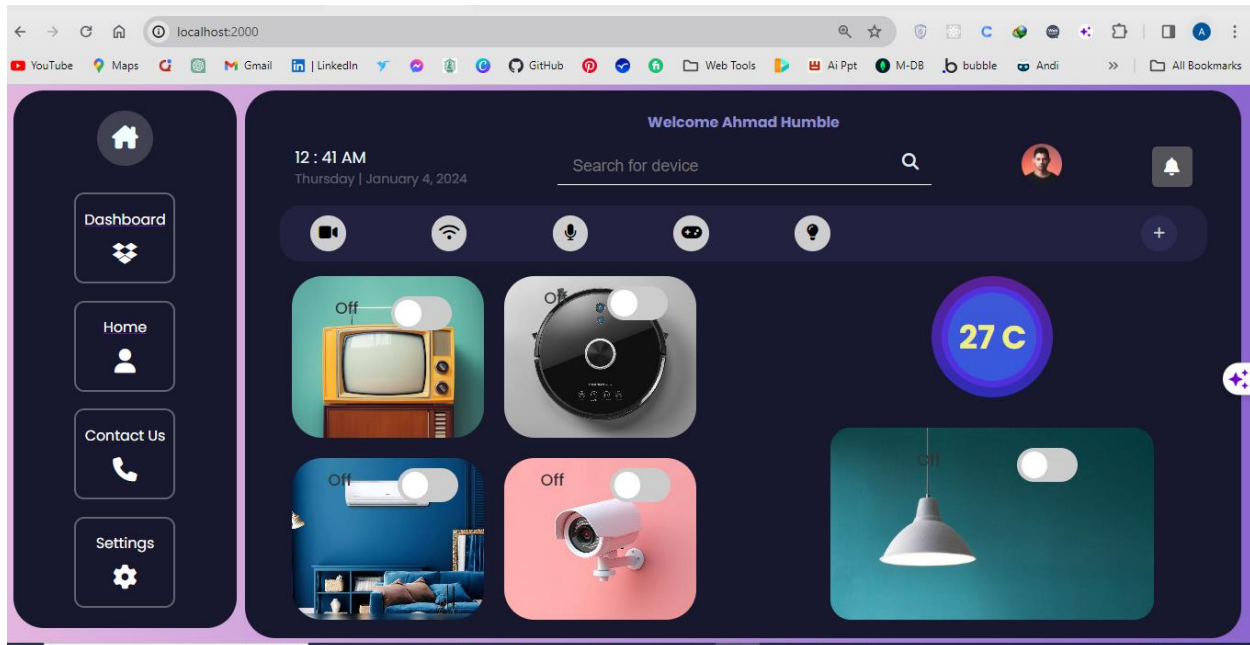 localhost:2000
YouTube Maps Gmail | LinkedIn GitHub Web Tools Ai Ppt M-DB bubble Andi » All Bookmarks
A
Welcome Ahmad Humble
12 : 41 AM
Thursday | January 4, 2024
Search for device
Dashboard
Home
Contact Us
Settings
+
Off
Off
27 C
Off
Off
Off